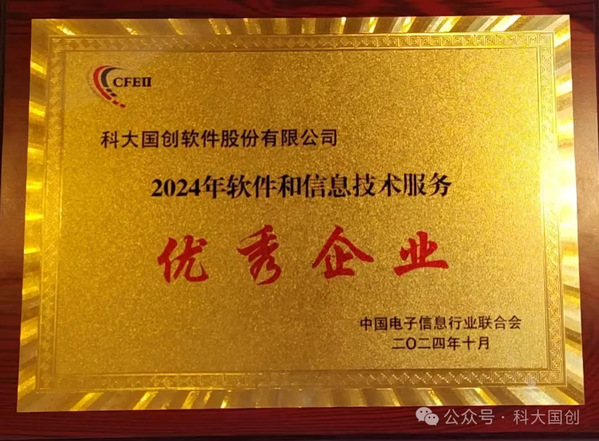 CFEII
科大国创软件股份有限公司
2024年软件和信息技术服务
优秀企业
中国电子信息行业联合会
二〇二四年十月
公众号·科大国创